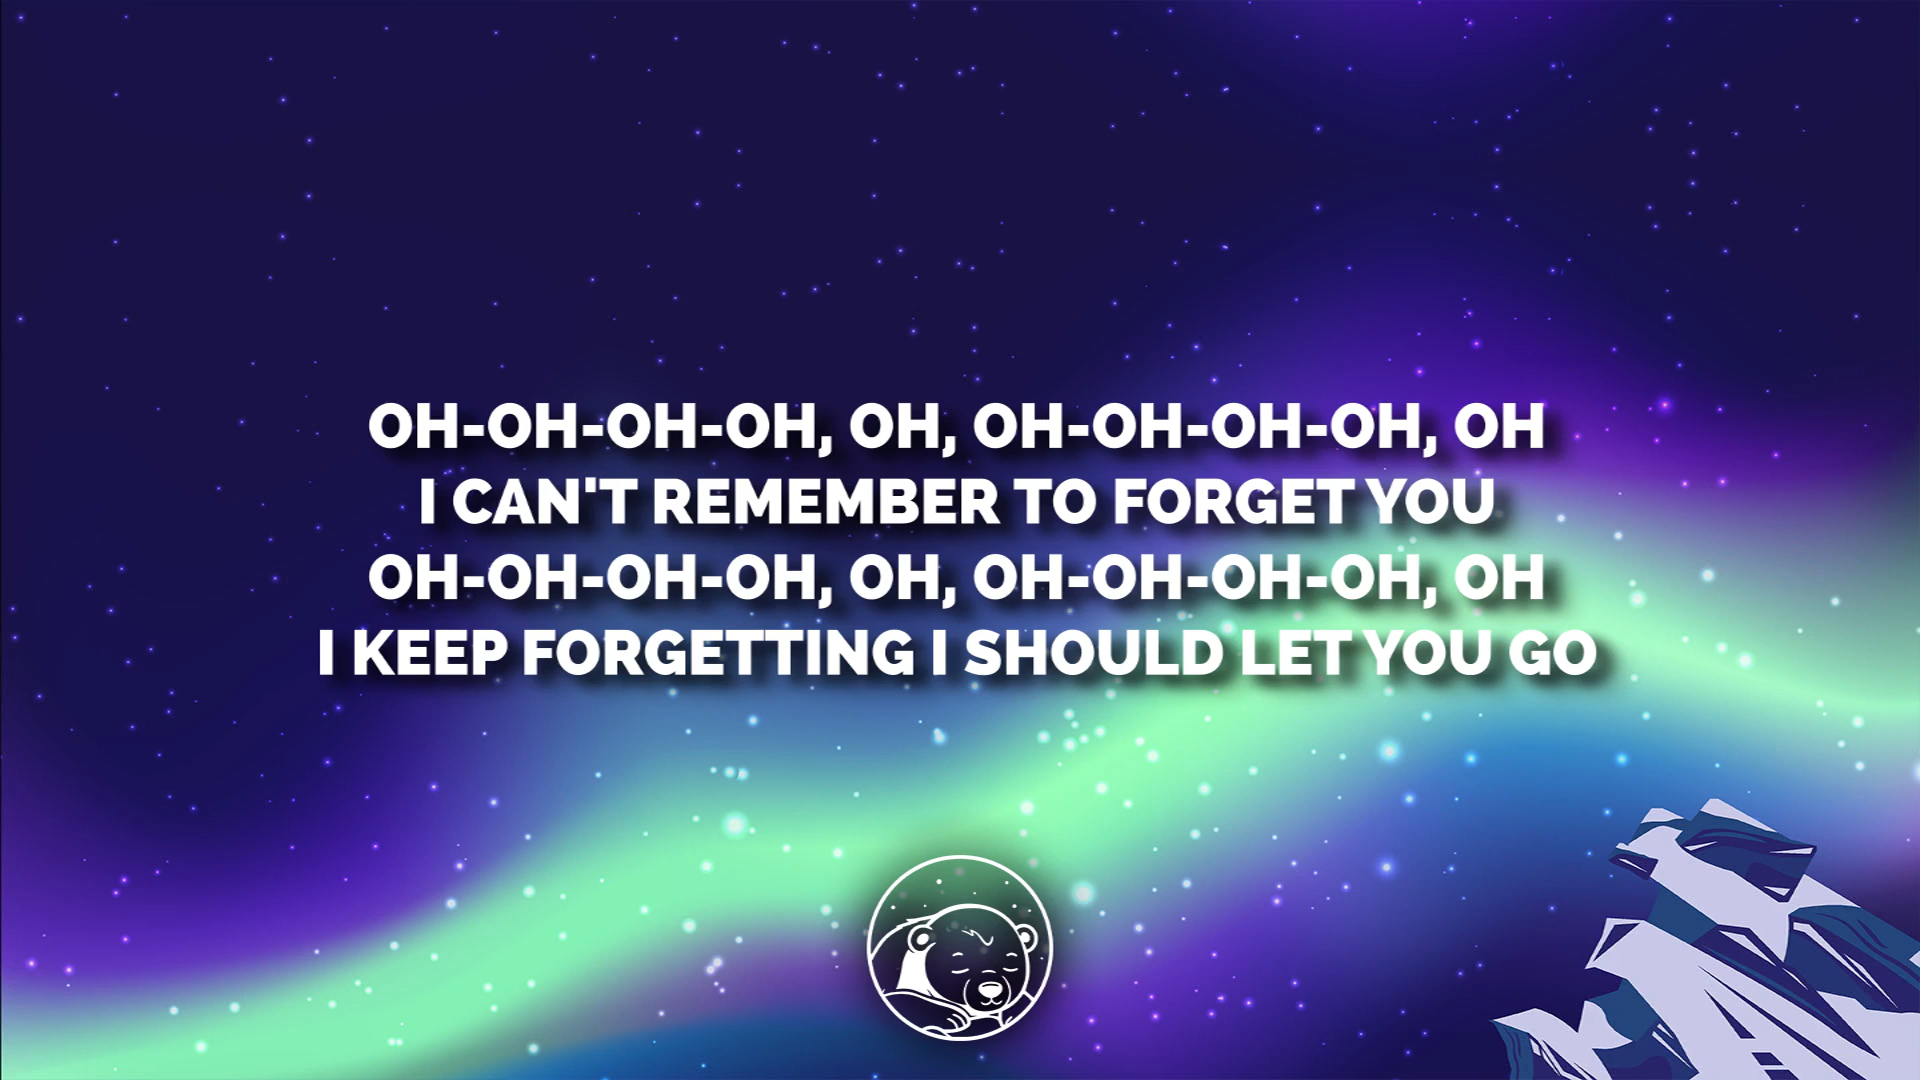 OH-OH-OH-OH, OH, OH-OH-OH-OH, OH
I CAN'T REMEMBER TO FORGET YOU
OH-OH-OH-OH, OH, OH-OH-OH-OH, OH
I KEEP FORGETTING I SHOULD LET YOU GO